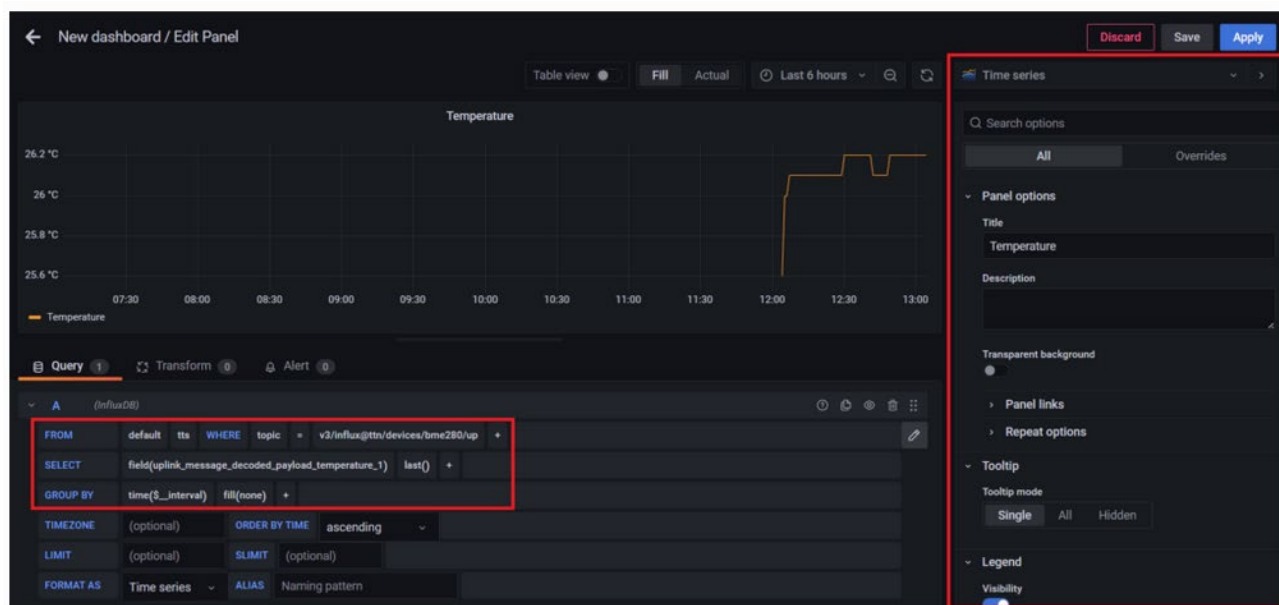 New dashboard / Edit Panel
Discard Save Apply
Table view Fill Actual Last 6 hours
Time series
Temperature
26.2 °C
26 °C
25.8 °C
25.6 °C
07:30 08:00 08:30 09:00 09:30 10:00 10:30 11:00 11:30 12:00 12:30 13:00
Temperature
Query 1 Transform 0 Alert 0
A (InfluxDB)
FROM default tts WHERE topic = v3/influx@ttn/devices/bme280/up +
SELECT field(uplink_message_decoded_payload_temperature_1) last() +
GROUP BY time($__interval) fill(none) +
TIMEZONE (optional) ORDER BY TIME ascending
LIMIT (optional) SLIMIT (optional)
FORMAT AS Time series ALIAS Naming pattern
Search options
All Overrides
Panel options
Title
Temperature
Description
Transparent background
Panel links
Repeat options
Tooltip
Tooltip mode
Single All Hidden
Legend
Visibility